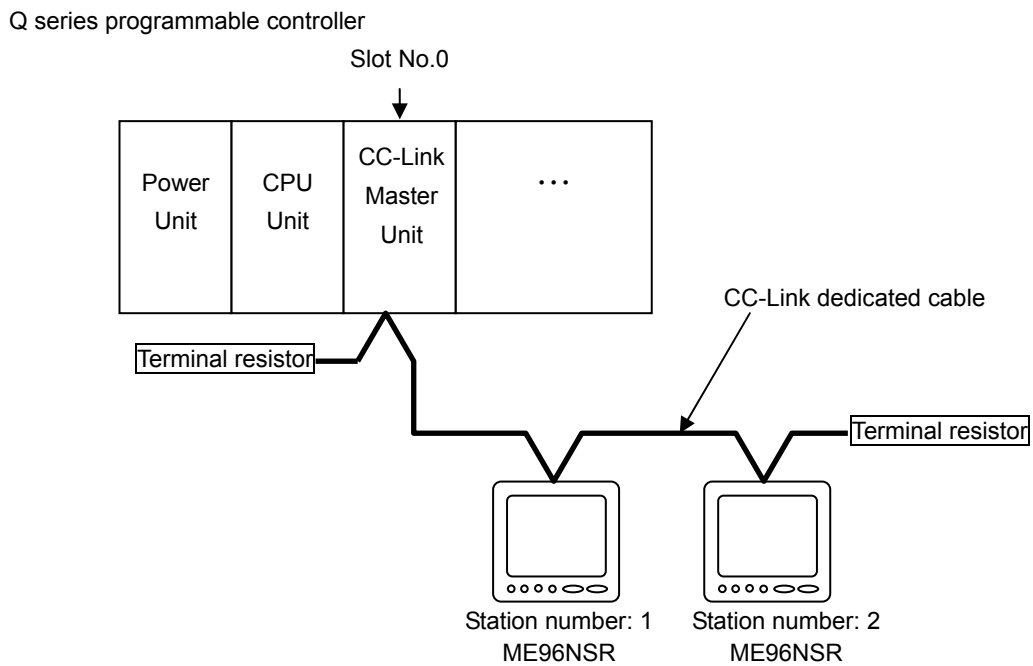 Q series programmable controller
Slot No.0
Power
Unit
CPU
Unit
CC-Link
Master
Unit
...
CC-Link dedicated cable
Terminal resistor
Terminal resistor
Station number: 1
ME96NSR
Station number: 2
ME96NSR